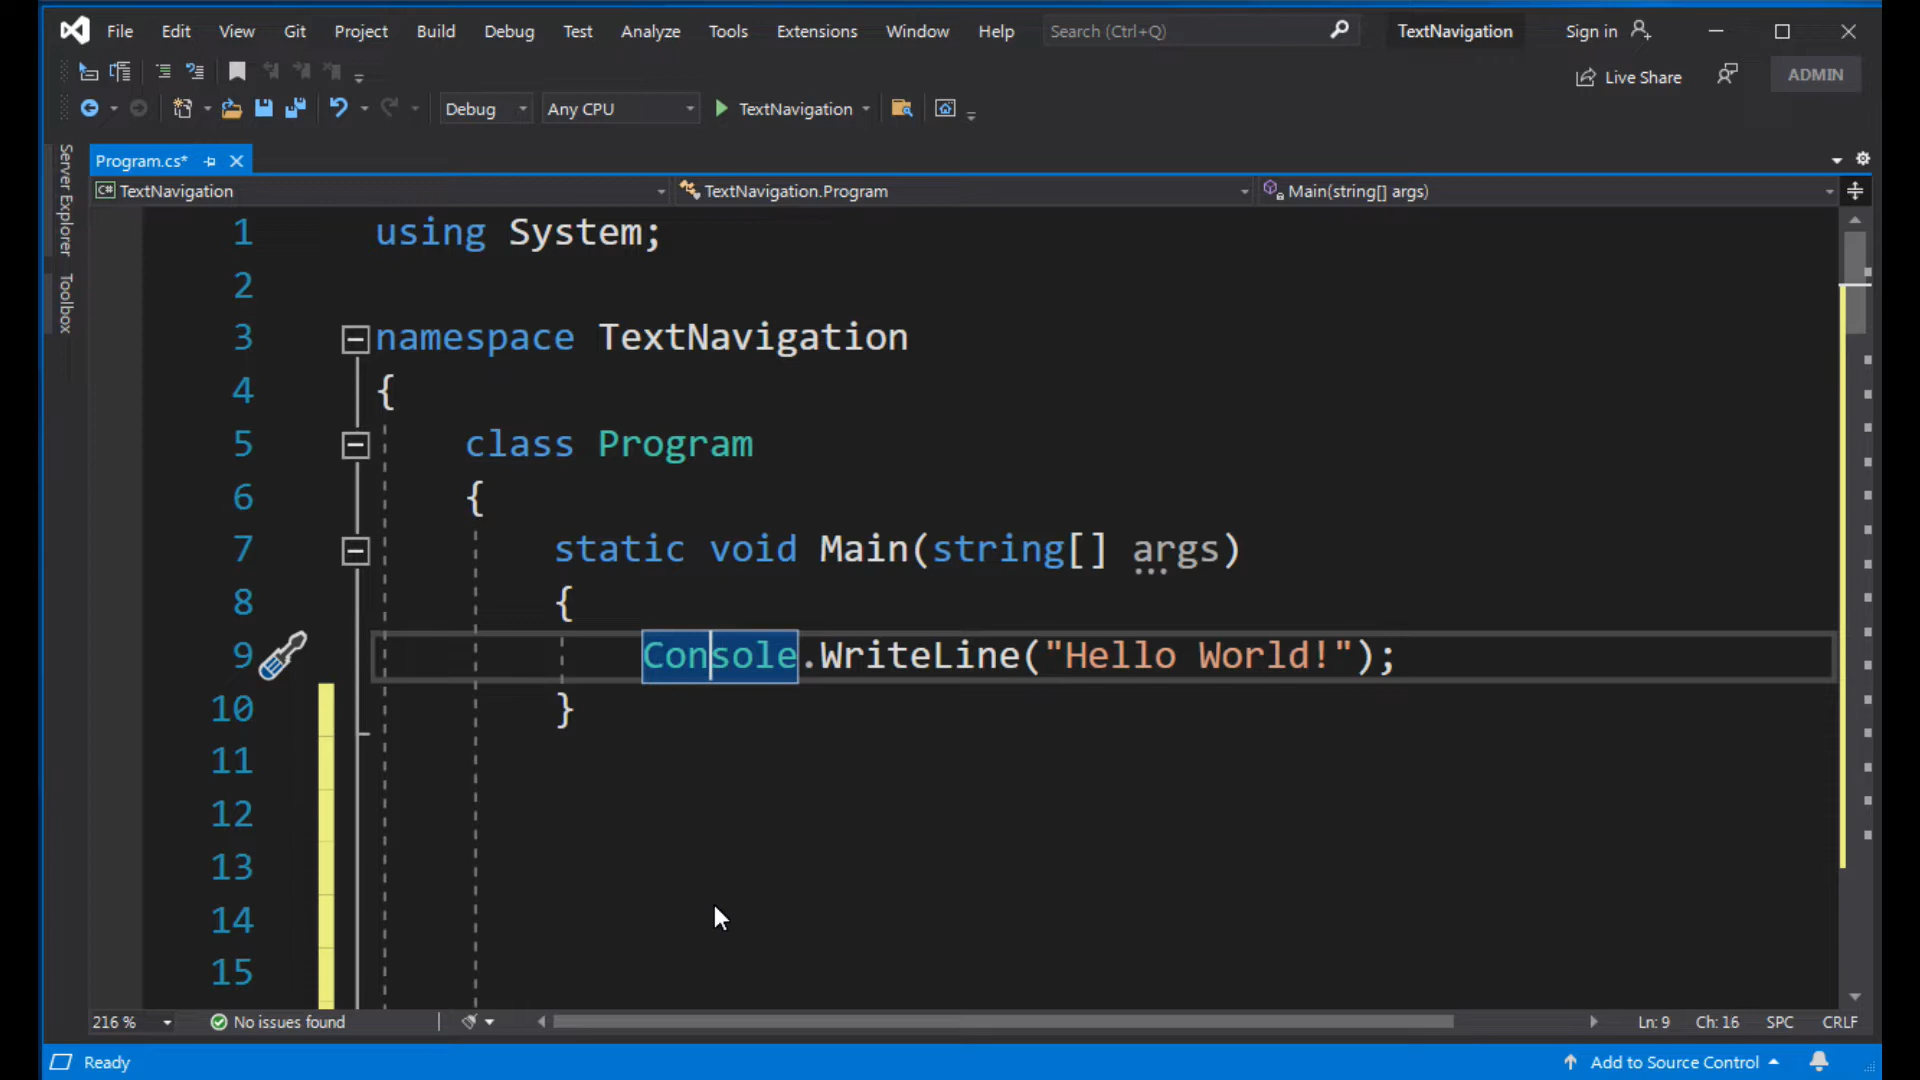 File Edit View Git Project Build Debug Test Analyze Tools Extensions Window Help Search (Ctrl+Q) TextNavigation Sign in
Live Share ADMIN
Debug Any CPU TextNavigation
Server Explorer
Toolbox
Program.cs*
C# TextNavigation TextNavigation.Program Main(string[] args)
1 using System;
2
3 namespace TextNavigation
4 {
5 class Program
6 {
7 static void Main(string[] args)
8 {
9 Console.WriteLine("Hello World!");
10 }
11
12
13
14
15
216 % No issues found Ln: 9 Ch: 16 SPC CRLF
Ready Add to Source Control